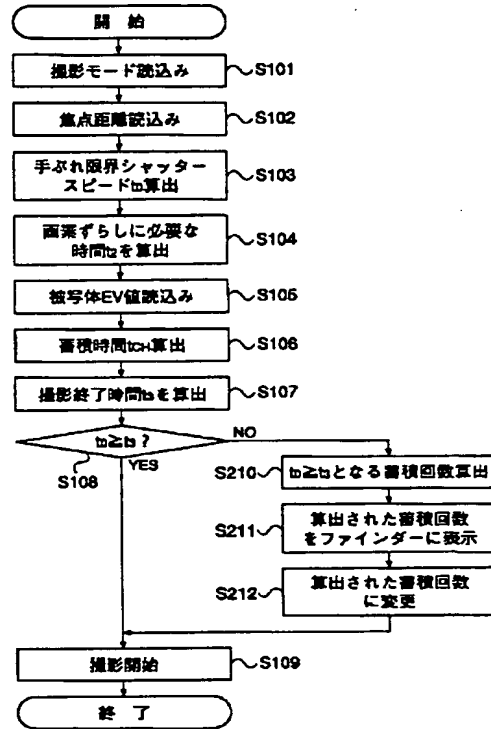 開 始
撮影モード読込み
S101
焦点距離読込み
S102
手ぶれ限界シャッター
スピードt₀算出
S103
画素ずらしに必要な
時間t₂を算出
S104
被写体EV値読込み
S105
蓄積時間tCH算出
S106
撮影終了時間t₃を算出
S107
t₀≧t₃?
NO
YES
S108
S210
t₀≧t₃となる蓄積回数算出
S211
算出された蓄積回数
をファインダーに表示
S212
算出された蓄積回数
に変更
撮影開始
S109
終 了